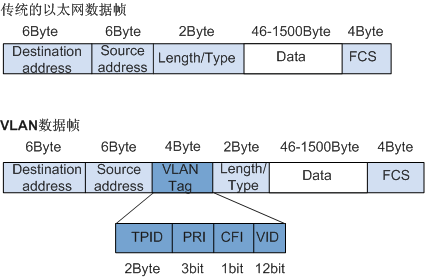 传统的以太网数据帧
6Byte 6Byte 2Byte 46-1500Byte 4Byte
Destination address Source address Length/Type Data FCS
VLAN数据帧
6Byte 6Byte 4Byte 2Byte 46-1500Byte 4Byte
Destination address Source address VLAN Tag Length/Type Data FCS
TPID PRI CFI VID
2Byte 3bit 1bit 12bit